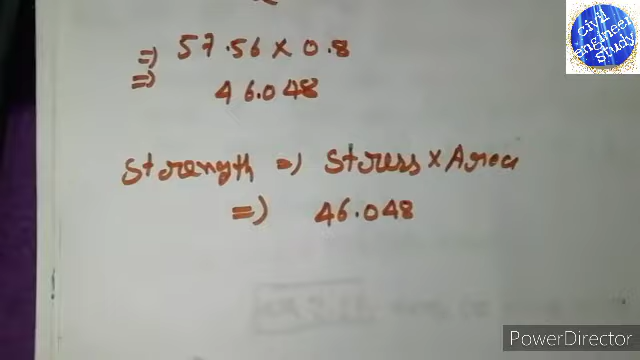 => 57.56 x 0.8
=> 46.048
Strength => Stress x Area
=> 46.048
civil
engineer
study
PowerDirector